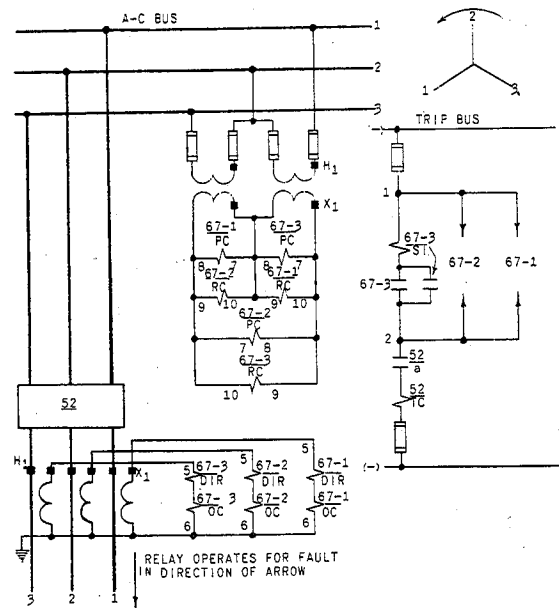 A-C BUS
1
2
3
2
1
3
(-)
TRIP BUS
H1
X1
67-1
PC
67-3
PC
8 7
8 7
67-2
RC
67-1
RC
9 10
9 10
67-2
PC
7 8
67-3
RC
10 9
1
67-3
ST
67-3
67-2
67-1
2
52
a
52
TC
(-)
52
H1
X1
5
67-3
DIR
67-3
OC
6
5
67-2
DIR
67-2
OC
6
5
67-1
DIR
67-1
OC
6
3
2
1
RELAY OPERATES FOR FAULT
IN DIRECTION OF ARROW